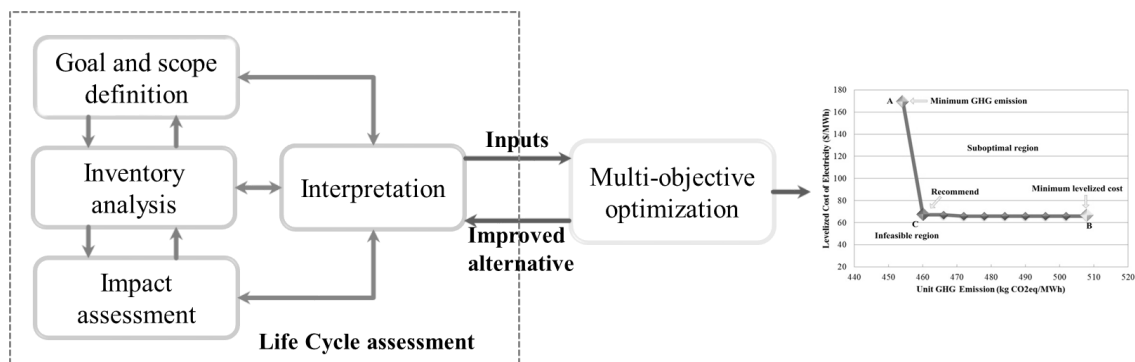 Goal and scope
definition
Inventory
analysis
Impact
assessment
Interpretation
Life Cycle assessment
Inputs
Improved
alternative
Multi-objective
optimization
Levelized Cost of Electricity ($/MWh)
180
160
140
120
100
80
60
40
20
A
Minimum GHG emission
Suboptimal region
Recommend
Minimum levelized cost
C
B
Infeasible region
440 450 460 470 480 490 500 510 520
Unit GHG Emission (kg CO2eq/MWh)